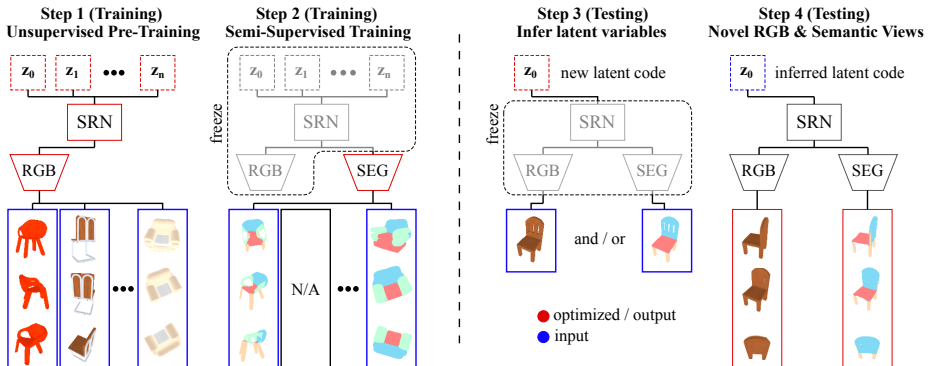 Step 1 (Training)
Unsupervised Pre-Training
z0 z1 ••• zn
SRN
RGB
•••
Step 2 (Training)
Semi-Supervised Training
z0 z1 ••• zn
SRN
freeze
RGB SEG
N/A •••
Step 3 (Testing)
Infer latent variables
z0 new latent code
freeze
SRN
RGB SEG
and / or
optimized / output
input
Step 4 (Testing)
Novel RGB & Semantic Views
z0 inferred latent code
SRN
RGB SEG